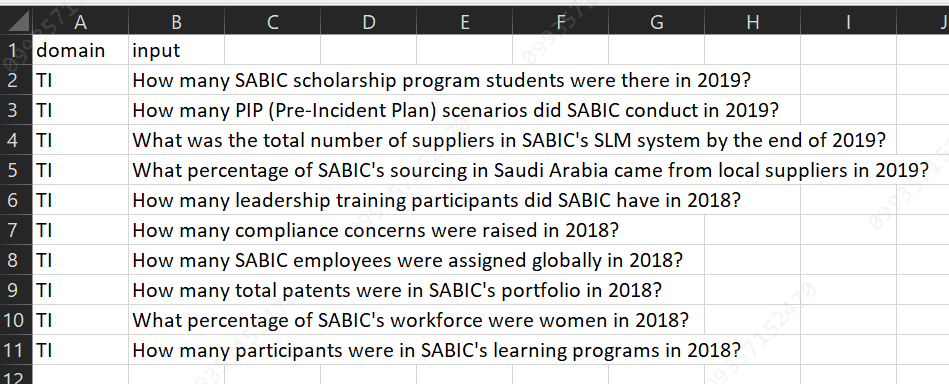 A B C D E F G H I J
1 domain input
2 TI How many SABIC scholarship program students were there in 2019?
3 TI How many PIP (Pre-Incident Plan) scenarios did SABIC conduct in 2019?
4 TI What was the total number of suppliers in SABIC's SLM system by the end of 2019?
5 TI What percentage of SABIC's sourcing in Saudi Arabia came from local suppliers in 2019?
6 TI How many leadership training participants did SABIC have in 2018?
7 TI How many compliance concerns were raised in 2018?
8 TI How many SABIC employees were assigned globally in 2018?
9 TI How many total patents were in SABIC's portfolio in 2018?
10 TI What percentage of SABIC's workforce were women in 2018?
11 TI How many participants were in SABIC's learning programs in 2018?
12